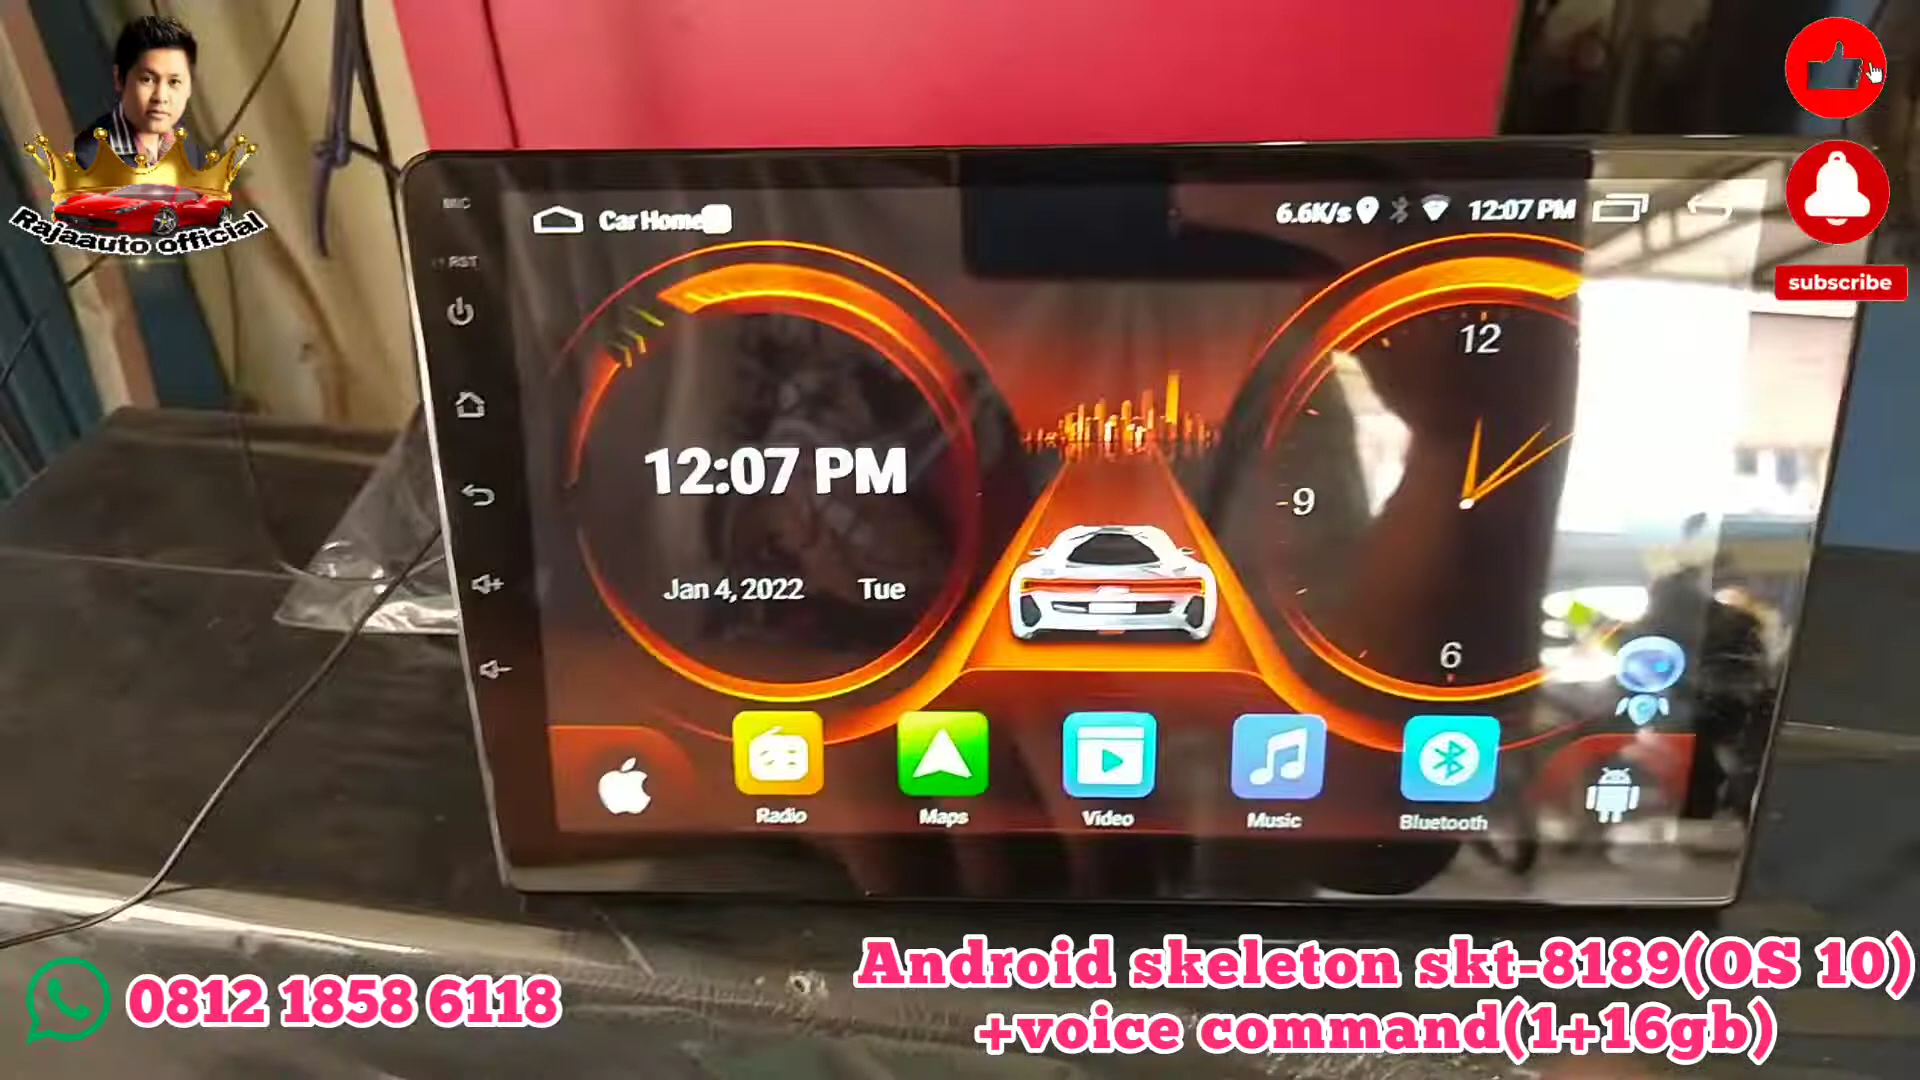 Rajaauto official
subscribe
MIC
RST
Car Home
6.6K/s 12:07 PM
12
9
6
12:07 PM
Jan 4, 2022 Tue
Radio Maps Video Music Bluetooth
0812 1858 6118
Android skeleton skt-8189(OS 10)
+voice command(1+16gb)